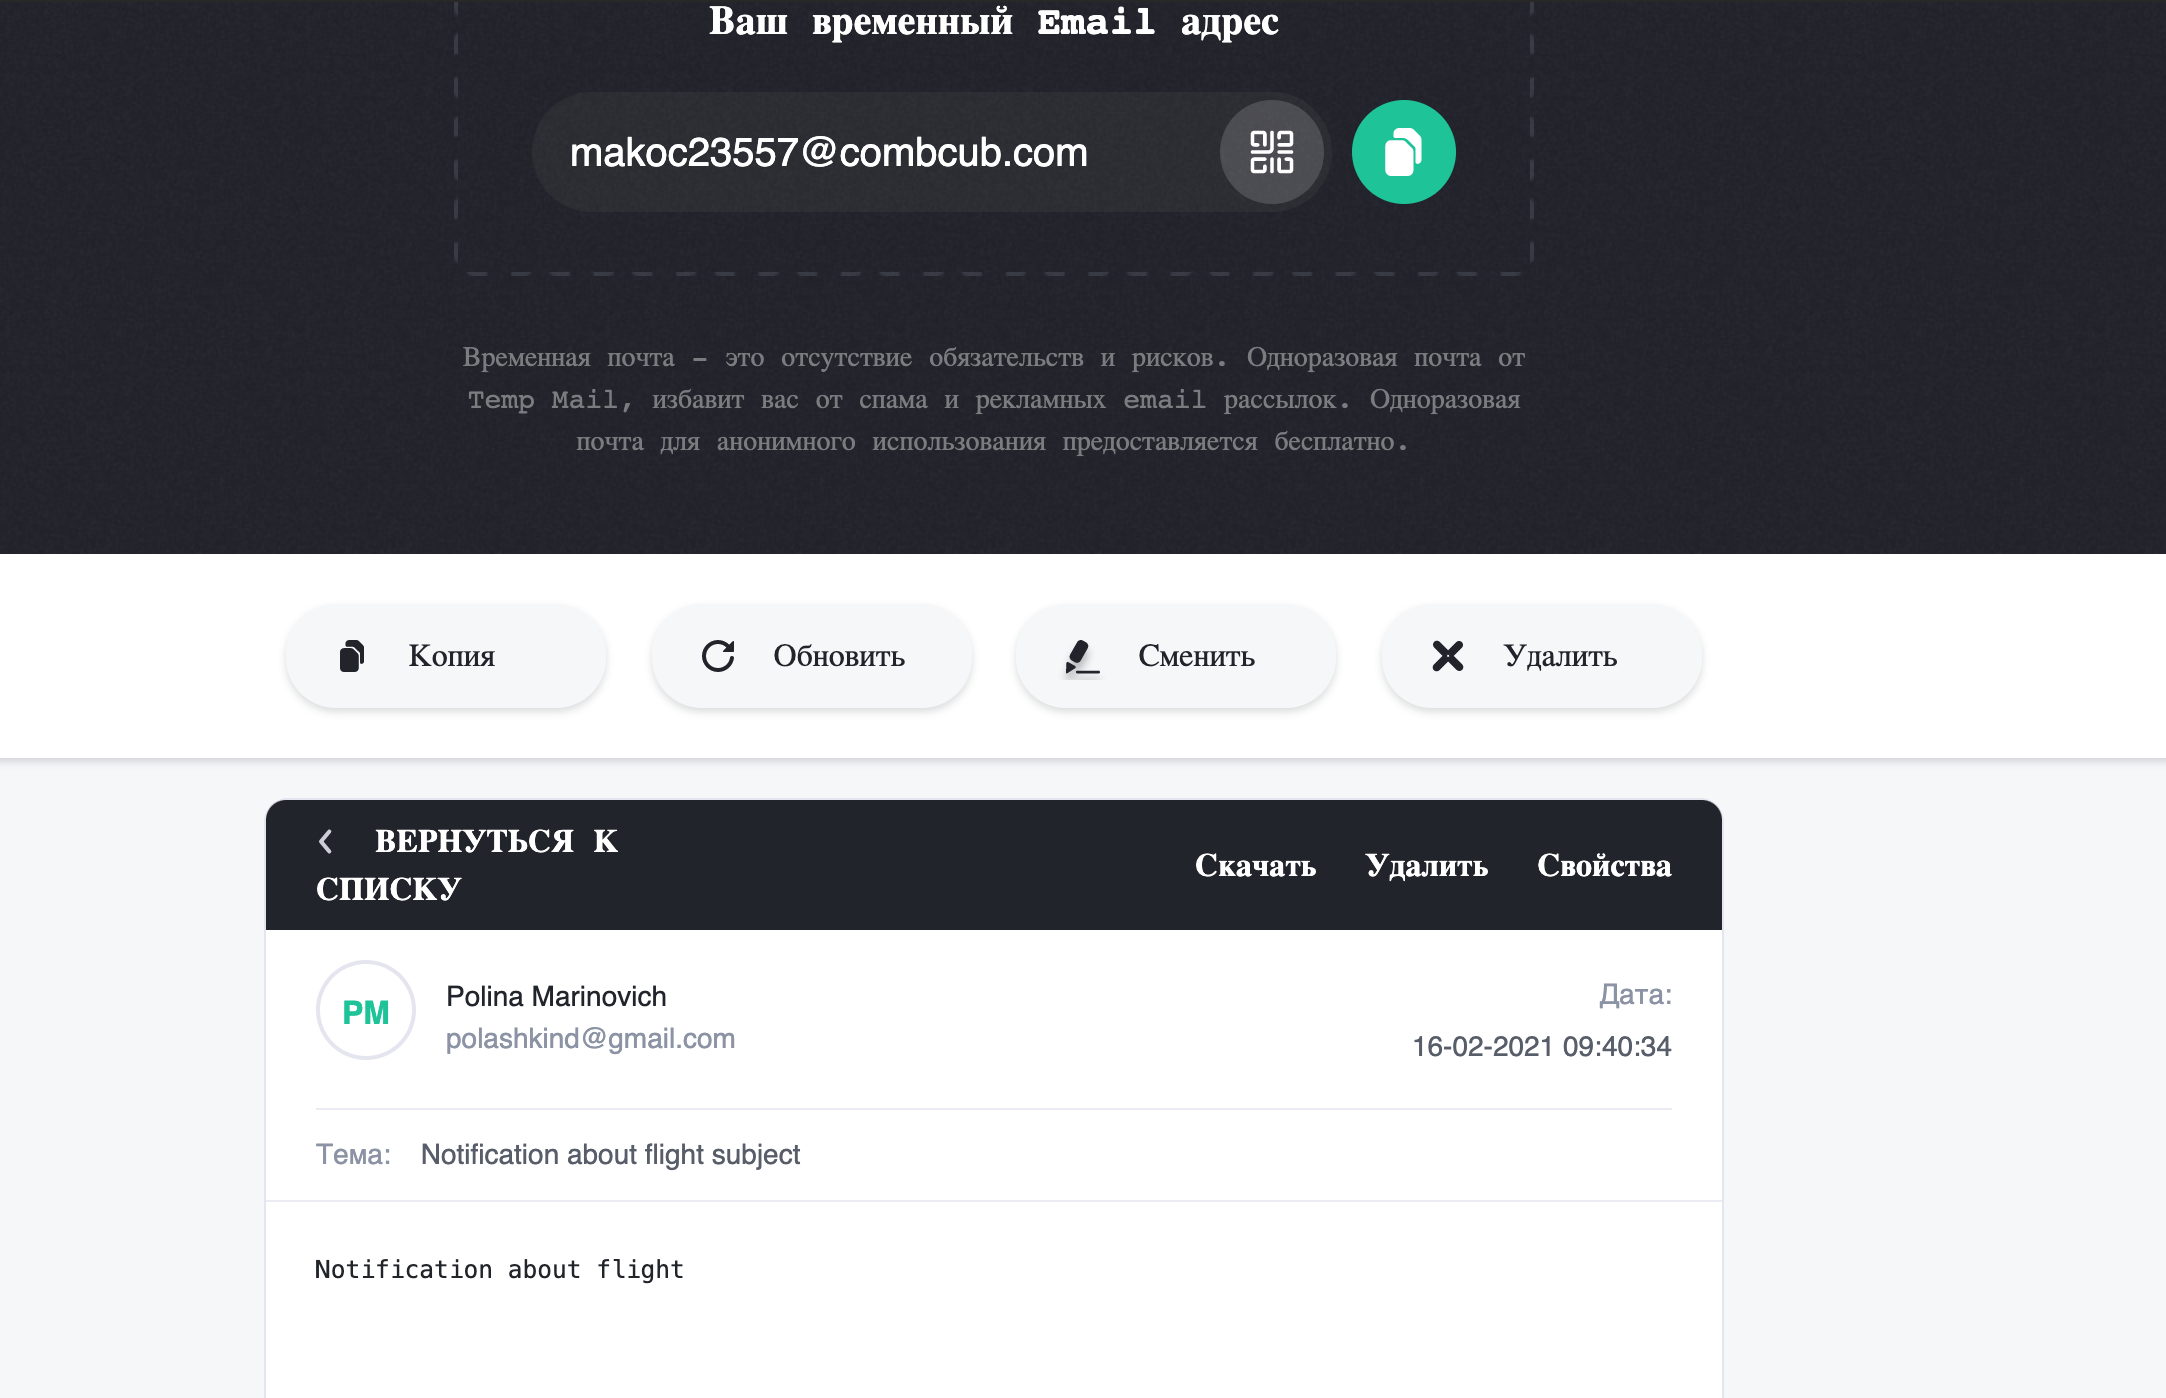 Ваш временный Email адрес
makoc23557@combcub.com
Временная почта – это отсутствие обязательств и рисков. Одноразовая почта от
Temp Mail, избавит вас от спама и рекламных email рассылок. Одноразовая
почта для анонимного использования предоставляется бесплатно.
Копия
Обновить
Сменить
Удалить
ВЕРНУТЬСЯ К
СПИСКУ
Скачать
Удалить
Свойства
PM
Polina Marinovich
polashkind@gmail.com
Дата:
16-02-2021 09:40:34
Тема: Notification about flight subject
Notification about flight